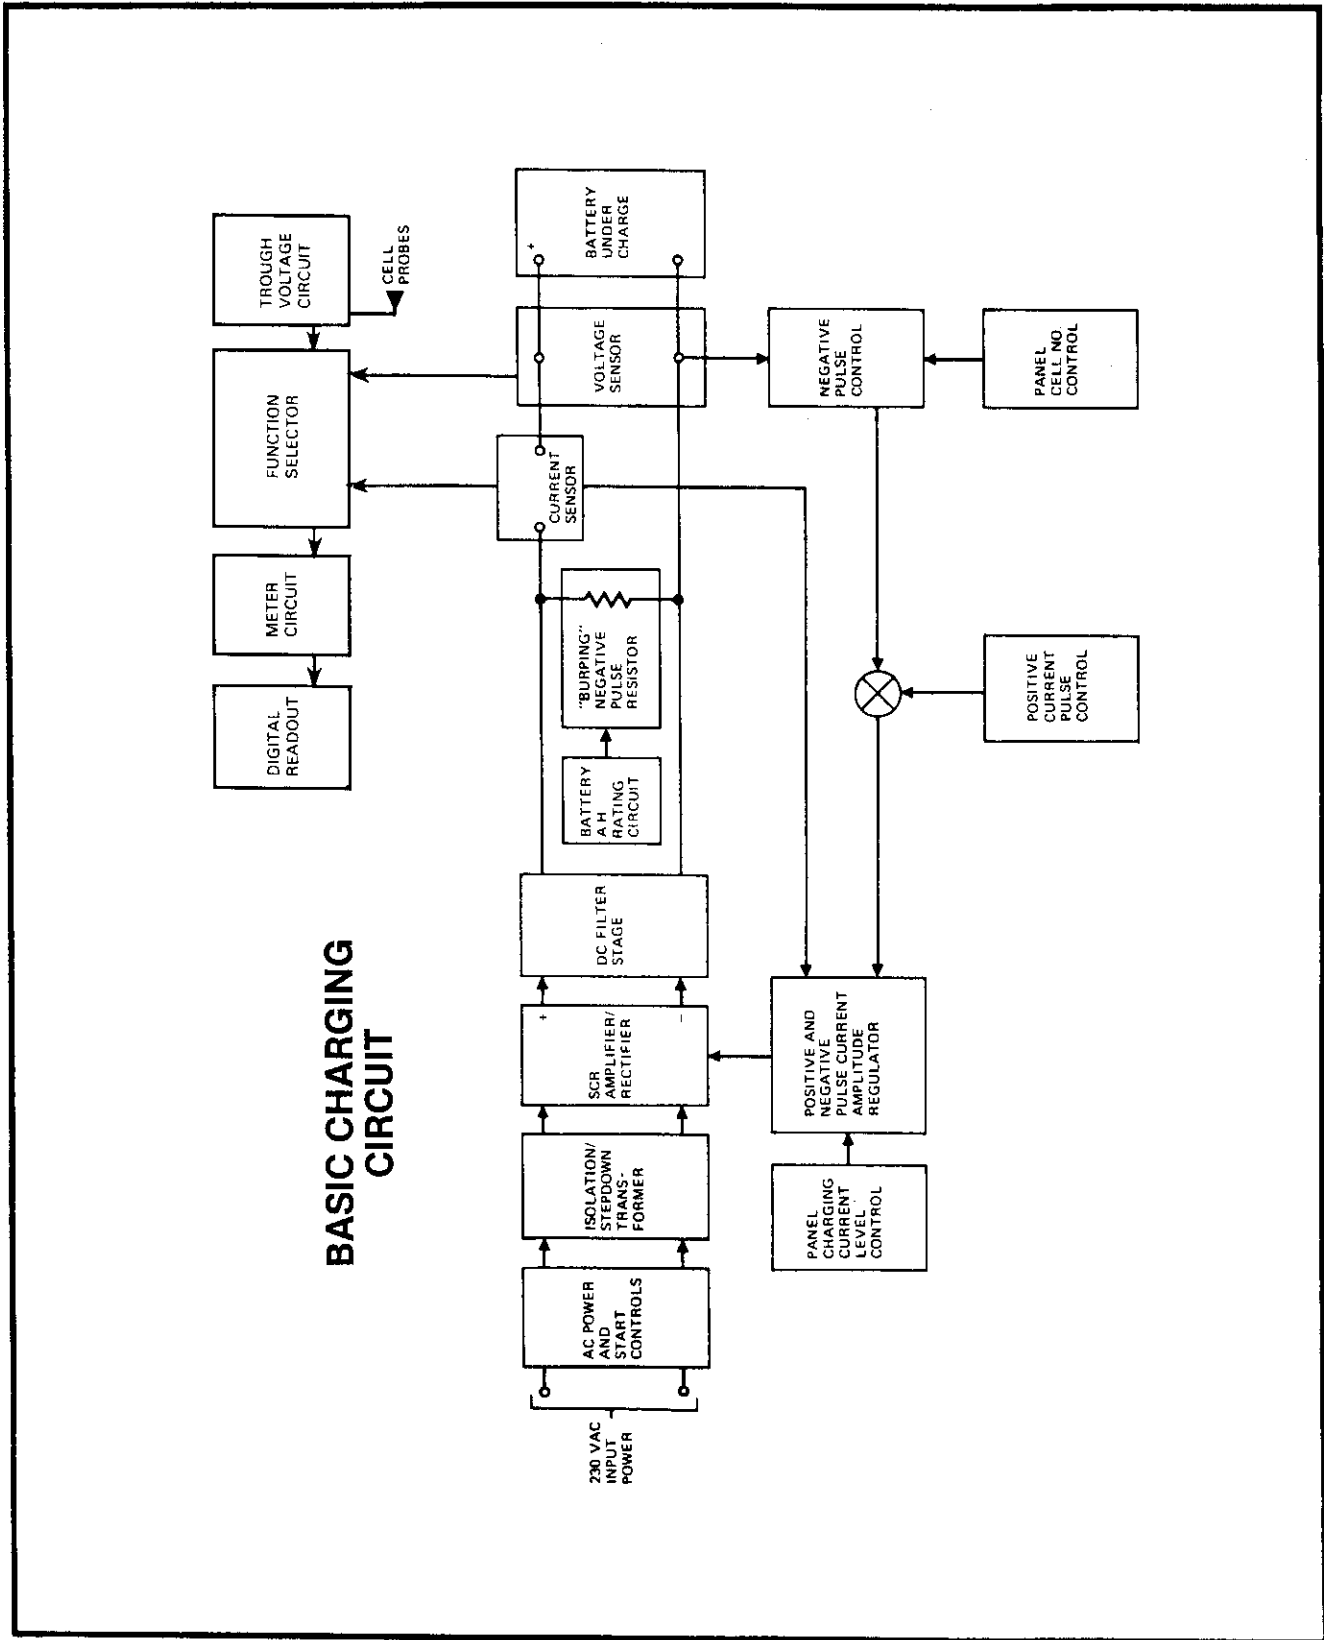 BASIC CHARGING
CIRCUIT
DIGITAL
READOUT
METER
CIRCUIT
FUNCTION
SELECTOR
TROUGH
VOLTAGE
CIRCUIT
CELL
PROBES
230 VAC
INPUT
POWER
AC POWER
AND
START
CONTROLS
ISOLATION/
STEPDOWN
TRANS-
FORMER
+
SCR
AMPLIFIER/
RECTIFIER
−
DC FILTER
STAGE
BATTERY
A H
RATING
CIRCUIT
"BURPING"
NEGATIVE
PULSE
RESISTOR
CURRENT
SENSOR
VOLTAGE
SENSOR
+
BATTERY
UNDER
CHARGE
PANEL
CHARGING
CURRENT
LEVEL
CONTROL
POSITIVE AND
NEGATIVE
PULSE CURRENT
AMPLITUDE
REGULATOR
NEGATIVE
PULSE
CONTROL
POSITIVE
CURRENT
PULSE
CONTROL
PANEL
CELL NO.
CONTROL